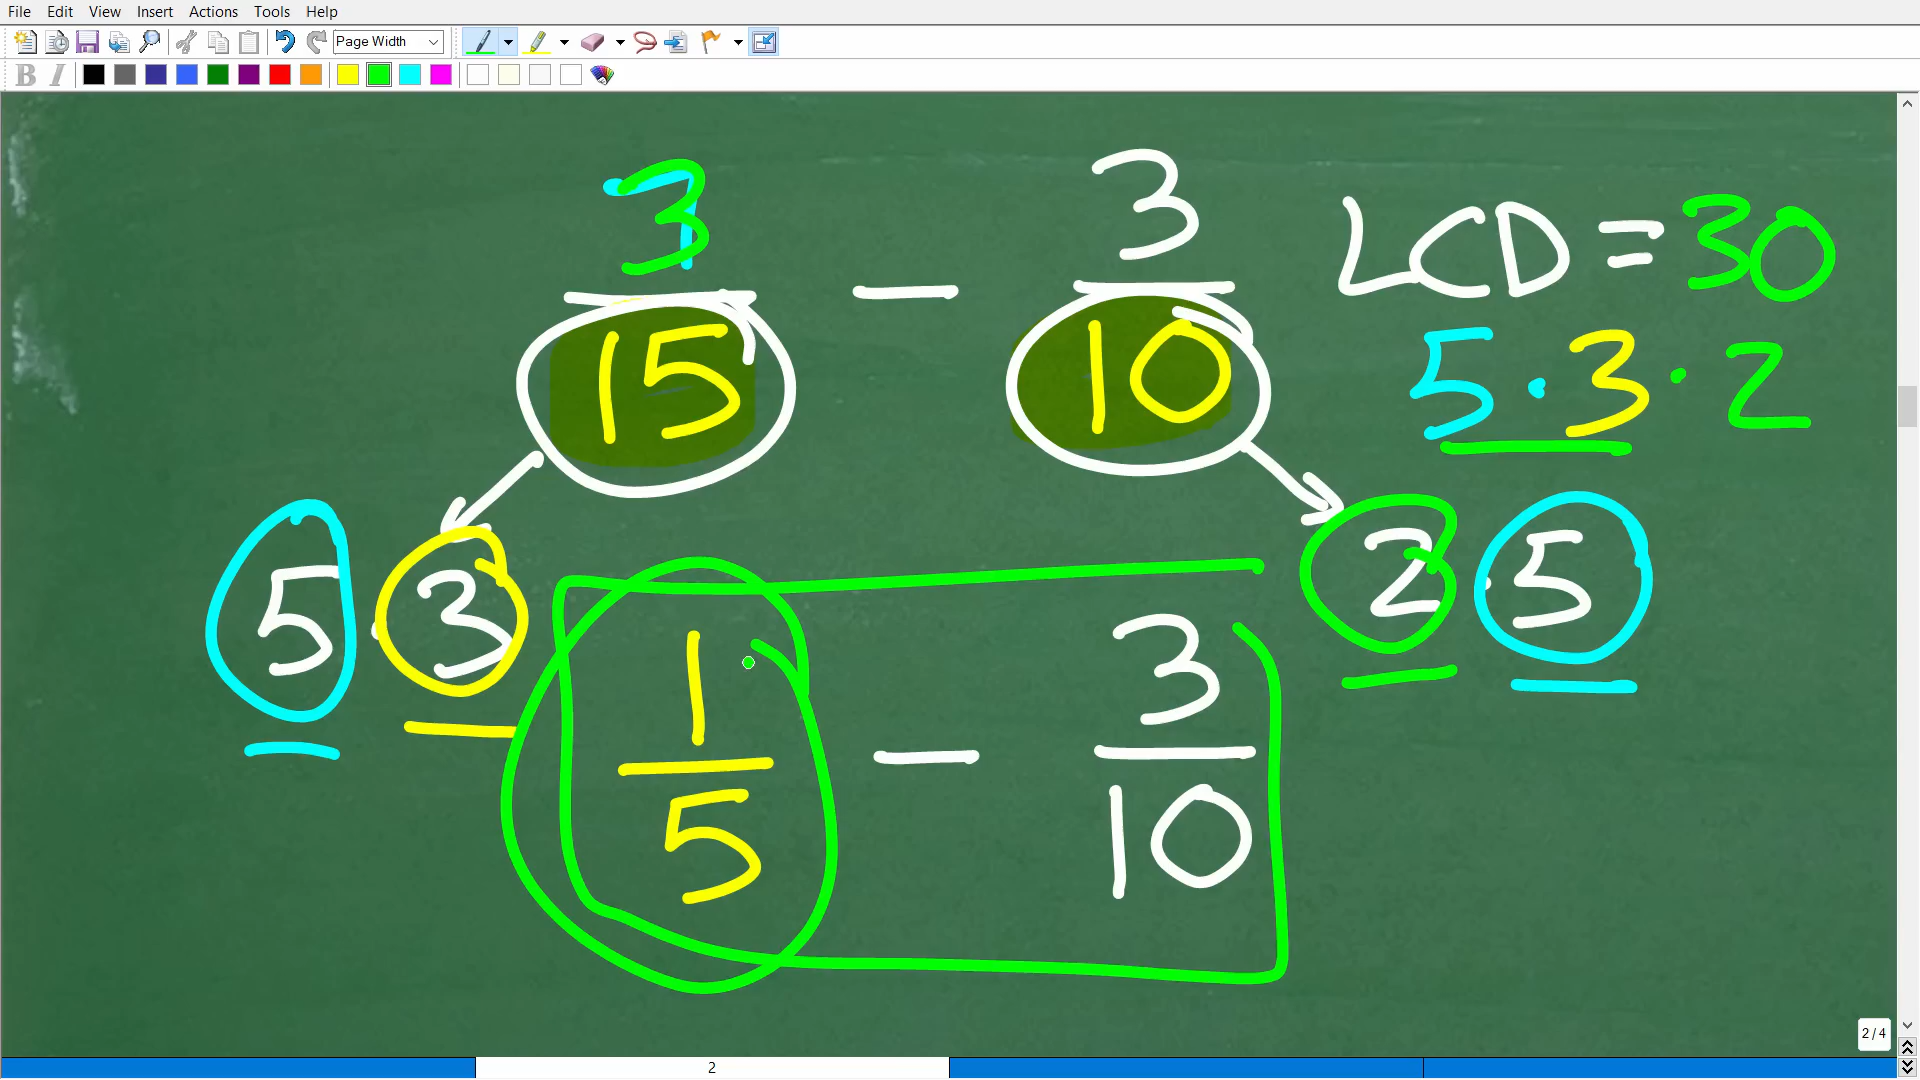 File Edit View Insert Actions Tools Help
Page Width
B I
3/15 — 3/10 LCD = 30
5 · 3 · 2
5 · 3 2 · 5
1/5 — 3/10
2 / 4
2